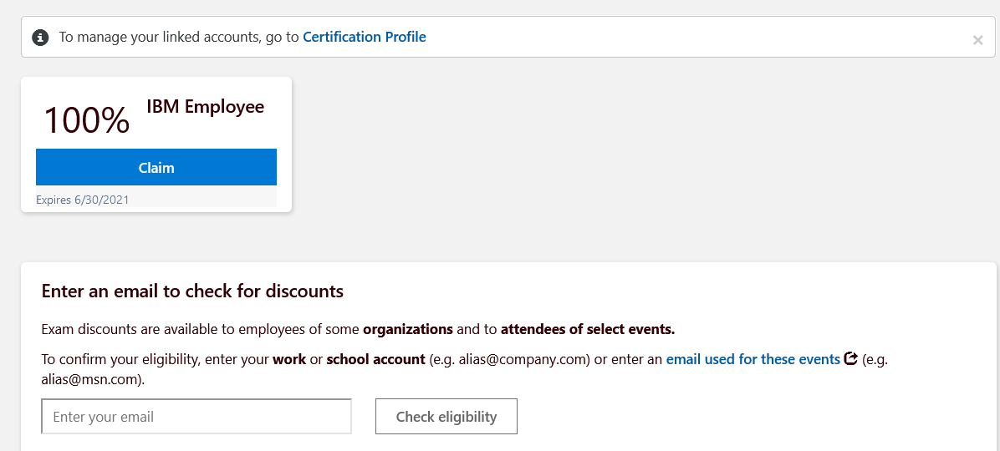 To manage your linked accounts, go to Certification Profile
100%
IBM Employee
Claim
Expires 6/30/2021
Enter an email to check for discounts
Exam discounts are available to employees of some organizations and to attendees of select events.
To confirm your eligibility, enter your work or school account (e.g. alias@company.com) or enter an email used for these events (e.g.
alias@msn.com).
Enter your email
Check eligibility